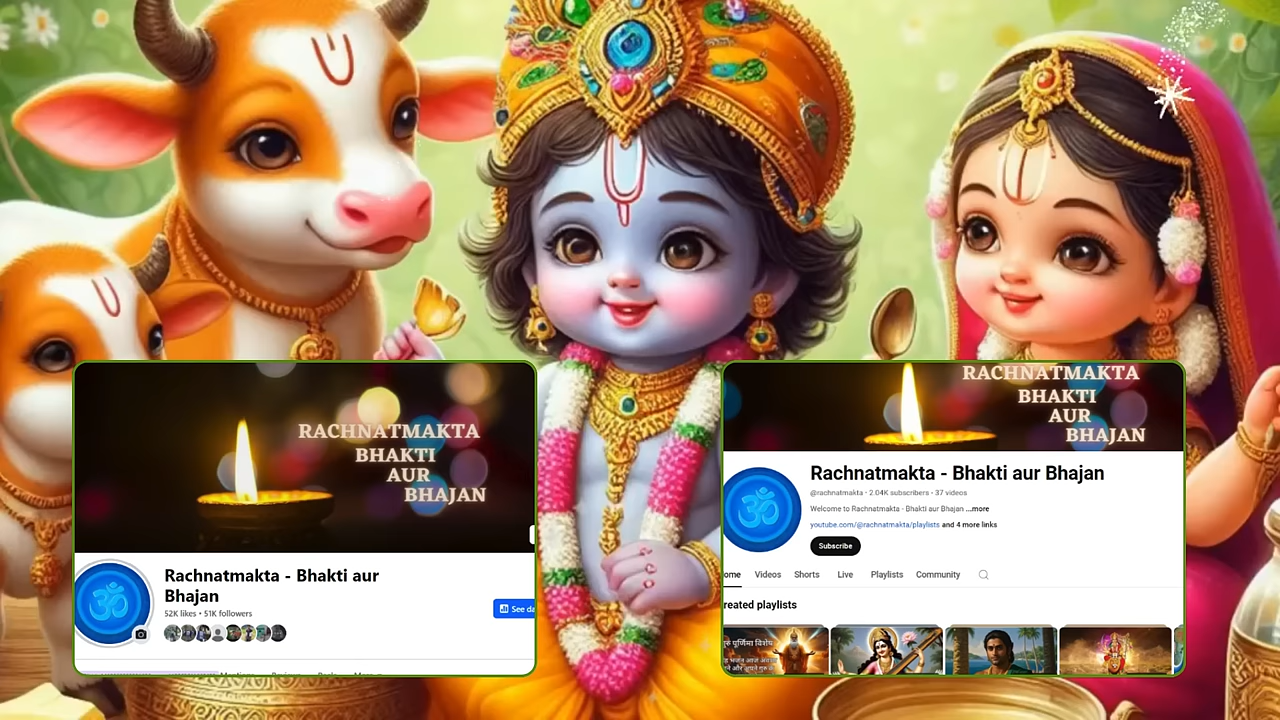 RACHNATMAKTA
BHAKTI
AUR
BHAJAN
ॐ
Rachnatmakta - Bhakti aur
Bhajan
52K likes • 51K followers
See da
RACHNATMAKTA
BHAKTI
AUR
BHAJAN
ॐ
Rachnatmakta - Bhakti aur Bhajan
@rachnatmakta · 2.04K subscribers · 37 videos
Welcome to Rachnatmakta - Bhakti aur Bhajan ...more
youtube.com/@rachnatmakta/playlists and 4 more links
Subscribe
ome Videos Shorts Live Playlists Community
reated playlists
पूर्णिमा विशेष